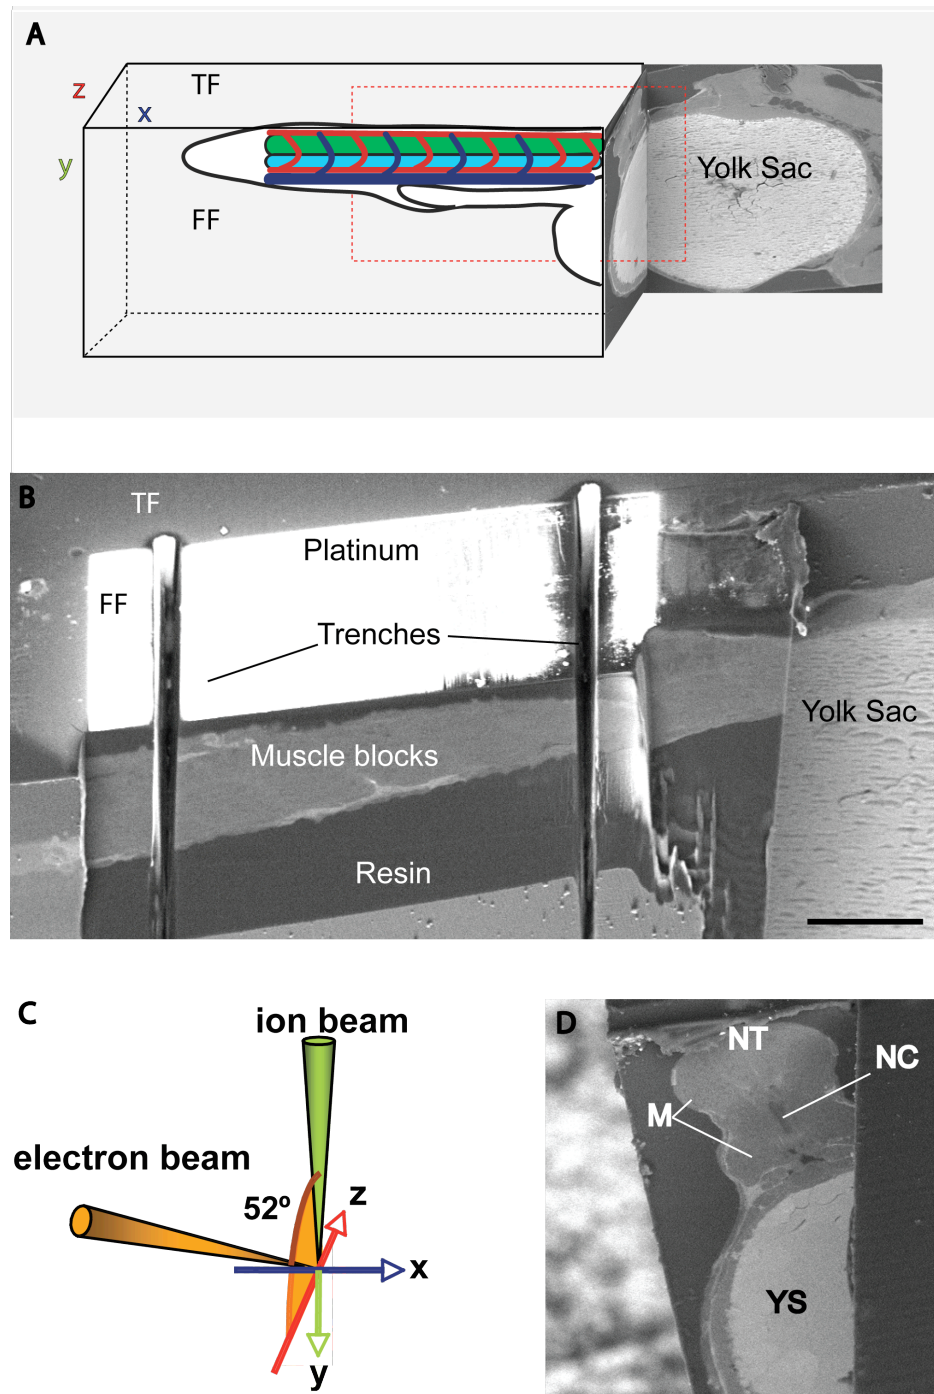 A
TF
z
x
y
FF
Yolk Sac
B
TF
Platinum
FF
Trenches
Yolk Sac
Muscle blocks
Resin
C
ion beam
electron beam
52º
z
x
y
D
NT
NC
M
YS